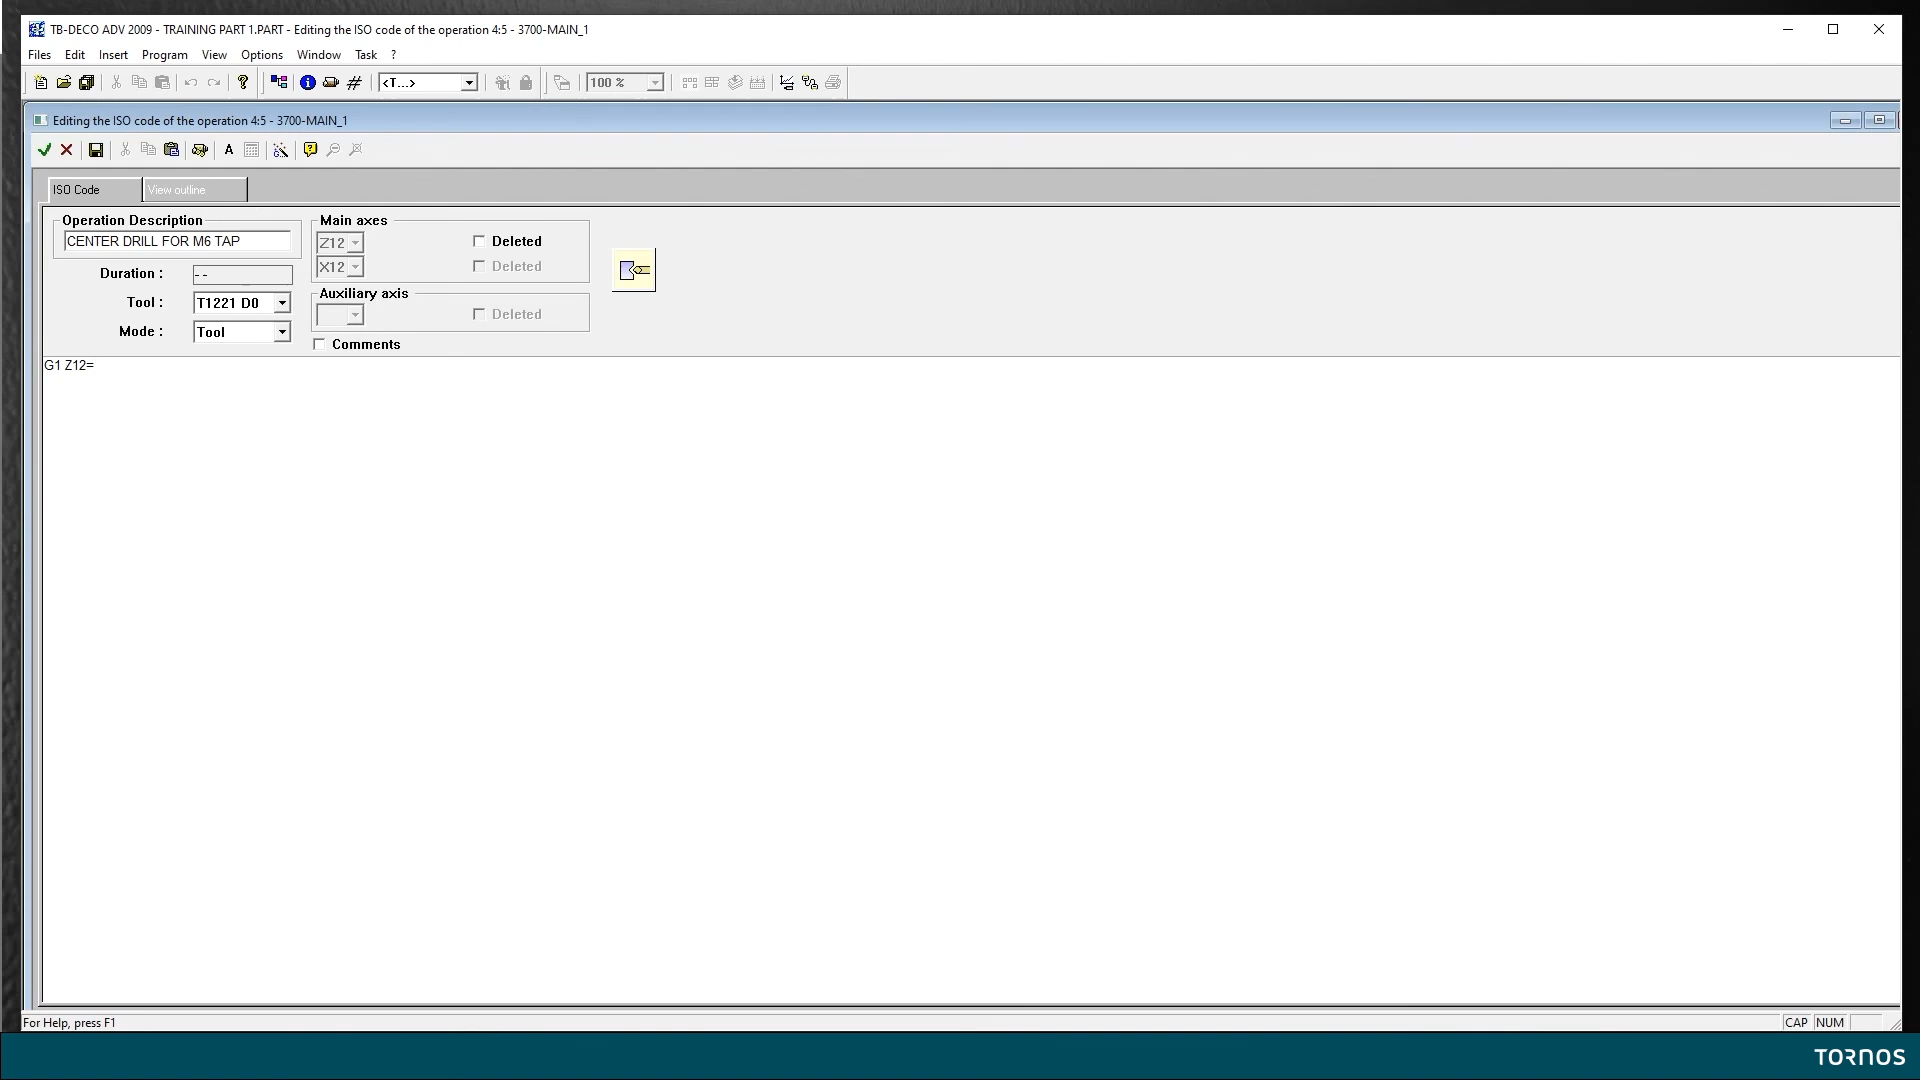 TB-DECO ADV 2009 - TRAINING PART 1.PART - Editing the ISO code of the operation 4:5 - 3700-MAIN_1
Files Edit Insert Program View Options Window Task ?
<T...> 100 %
Editing the ISO code of the operation 4:5 - 3700-MAIN_1
A
ISO Code View outline
Operation Description Main axes
CENTER DRILL FOR M6 TAP Z12 Deleted
X12 Deleted
Duration : --
Auxiliary axis
Tool : T1221 D0 Deleted
Mode : Tool
Comments
G1 Z12=
For Help, press F1 CAP NUM
TORNOS